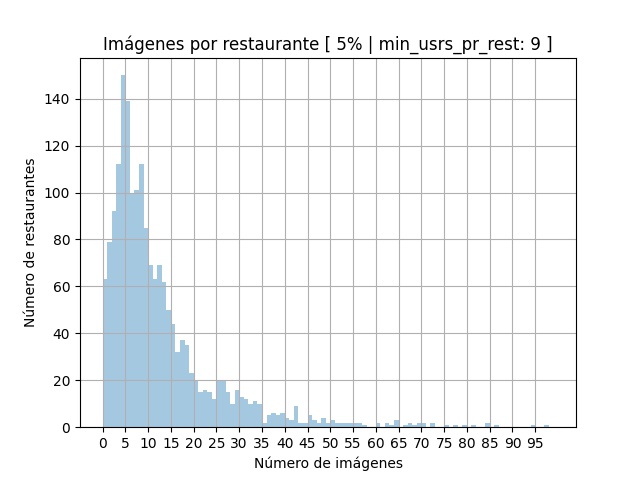 Imágenes por restaurante [ 5% | min_usrs_pr_rest: 9 ]
140
120
100
80
60
40
20
0
Número de restaurantes
0 5 10 15 20 25 30 35 40 45 50 55 60 65 70 75 80 85 90 95
Número de imágenes